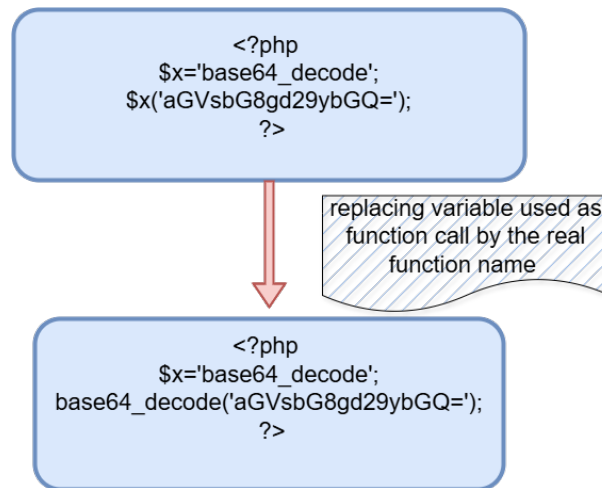 <?php
$x='base64_decode';
$x('aGVsbG8gd29ybGQ=');
?>
replacing variable used as
function call by the real
function name
<?php
$x='base64_decode';
base64_decode('aGVsbG8gd29ybGQ=');
?>